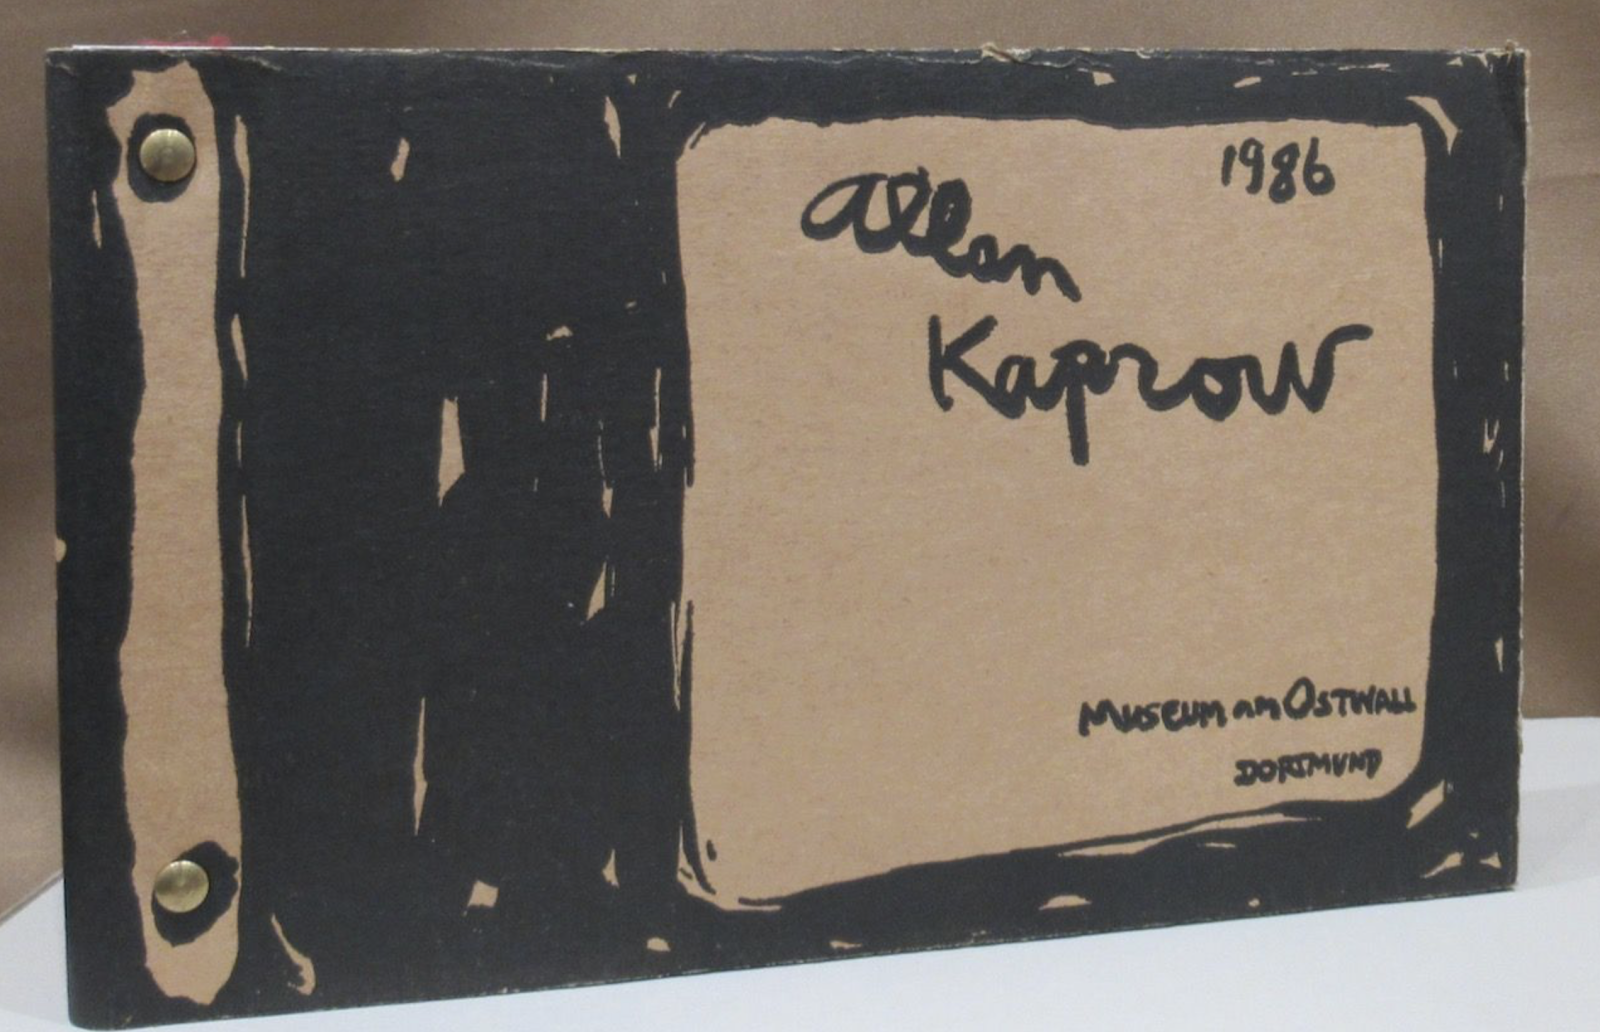 1986
Allan
Kaprow
MUSEUM am OSTWALL
DORTMUND